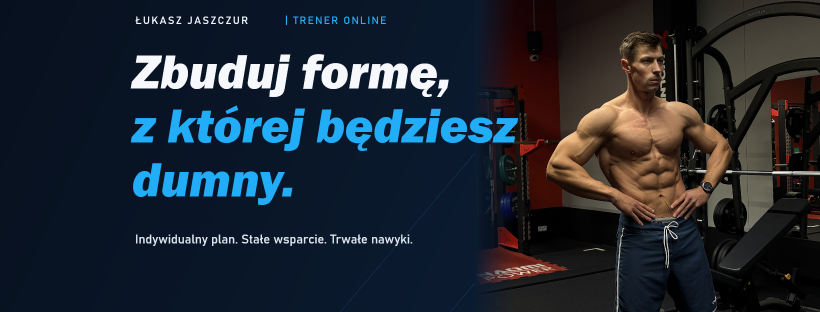 ŁUKASZ JASZCZUR | TRENER ONLINE
Zbuduj formę,
z której będziesz
dumny.
Indywidualny plan. Stałe wsparcie. Trwałe nawyki.